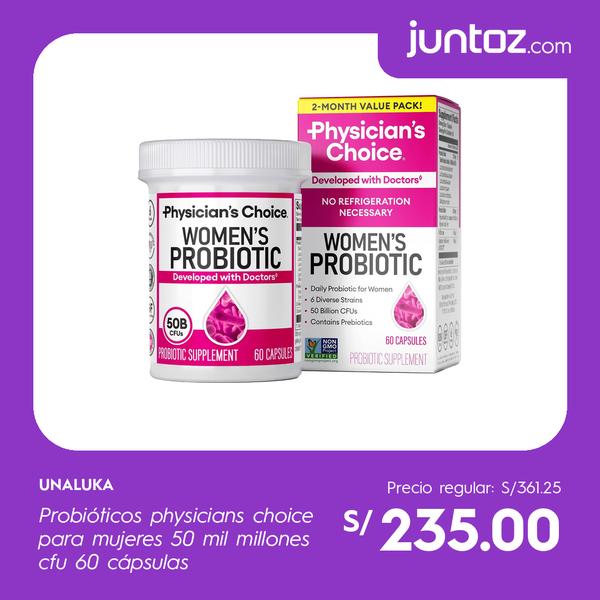 juntoz.com
2-MONTH VALUE PACK!
Physician's
Choice®
Developed with Doctors◊
NO REFRIGERATION
NECESSARY
WOMEN'S
PROBIOTIC
• Daily Probiotic for Women
• 6 Diverse Strains
• 50 Billion CFUs
• Contains Prebiotics
60 CAPSULES
NON
GMO
Project
VERIFIED
nongmoproject.org
PROBIOTIC SUPPLEMENT
Physician's Choice®
WOMEN'S
PROBIOTIC
Developed with Doctors◊
50B
CFUs
PROBIOTIC SUPPLEMENT 60 CAPSULES
UNALUKA
Probióticos physicians choice
para mujeres 50 mil millones
cfu 60 cápsulas
Precio regular: S/361.25
S/ 235.00